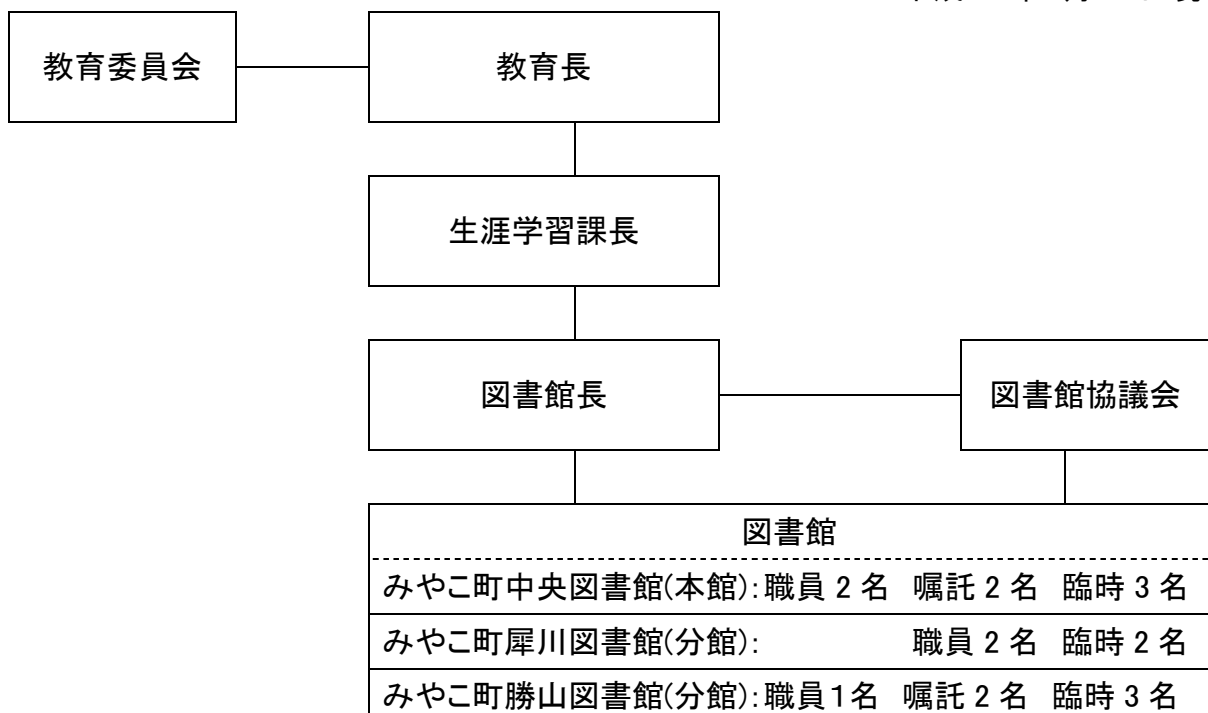 教育委員会
教育長
生涯学習課長
図書館長
図書館協議会
図書館
みやこ町中央図書館(本館):職員 2 名 嘱託 2 名 臨時 3 名
みやこ町犀川図書館(分館): 職員 2 名 臨時 2 名
みやこ町勝山図書館(分館):職員1名 嘱託 2 名 臨時 3 名